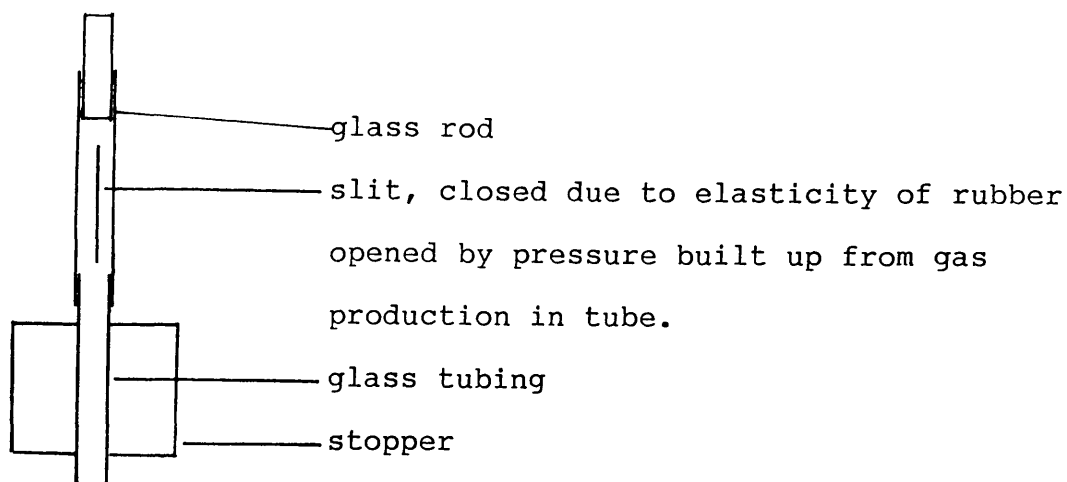 glass rod
slit, closed due to elasticity of rubber
opened by pressure built up from gas
production in tube.
glass tubing
stopper